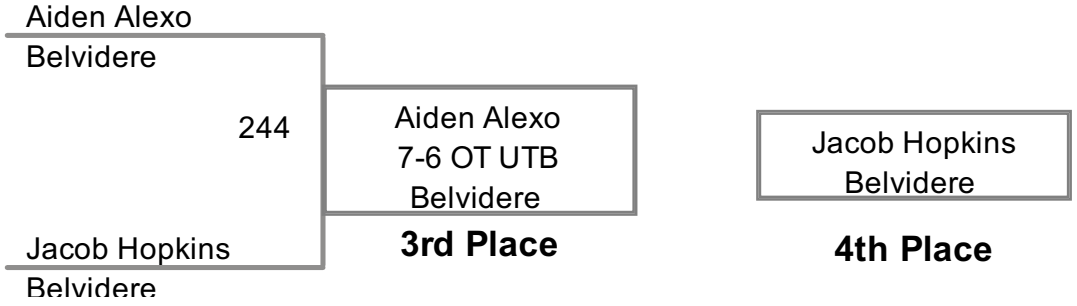 Aiden Alexo
Belvidere
244
Aiden Alexo
7-6 OT UTB
Belvidere
3rd Place
Jacob Hopkins
Belvidere
Jacob Hopkins
Belvidere
4th Place